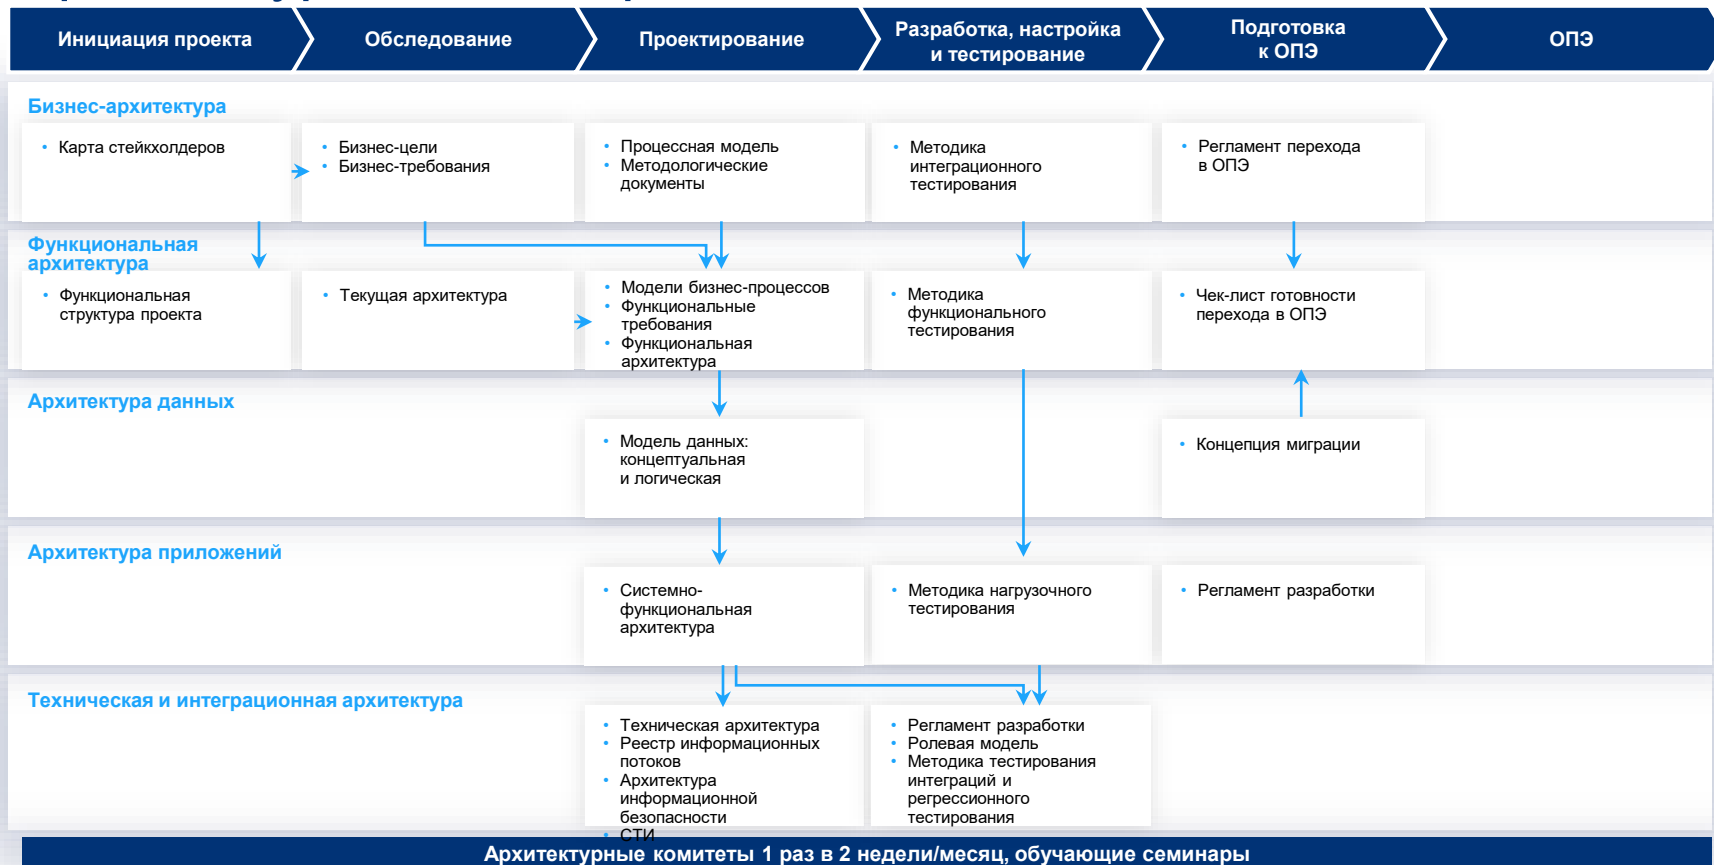 Инициация проекта
Обследование
Проектирование
Разработка, настройка
и тестирование
Подготовка
к ОПЭ
ОПЭ
Бизнес-архитектура
• Карта стейкхолдеров
• Бизнес-цели
• Бизнес-требования
• Процессная модель
• Методологические
документы
• Методика
интеграционного
тестирования
• Регламент перехода
в ОПЭ
Функциональная
архитектура
• Функциональная
структура проекта
• Текущая архитектура
• Модели бизнес-процессов
• Функциональные
требования
• Функциональная
архитектура
• Методика
функционального
тестирования
• Чек-лист готовности
перехода в ОПЭ
Архитектура данных
• Модель данных:
концептуальная
и логическая
• Концепция миграции
Архитектура приложений
• Системно-
функциональная
архитектура
• Методика нагрузочного
тестирования
• Регламент разработки
Техническая и интеграционная архитектура
• Техническая архитектура
• Реестр информационных
потоков
• Архитектура
информационной
безопасности
• СТИ
• Регламент разработки
• Ролевая модель
• Методика тестирования
интеграций и
регрессионного
тестирования
Архитектурные комитеты 1 раз в 2 недели/месяц, обучающие семинары